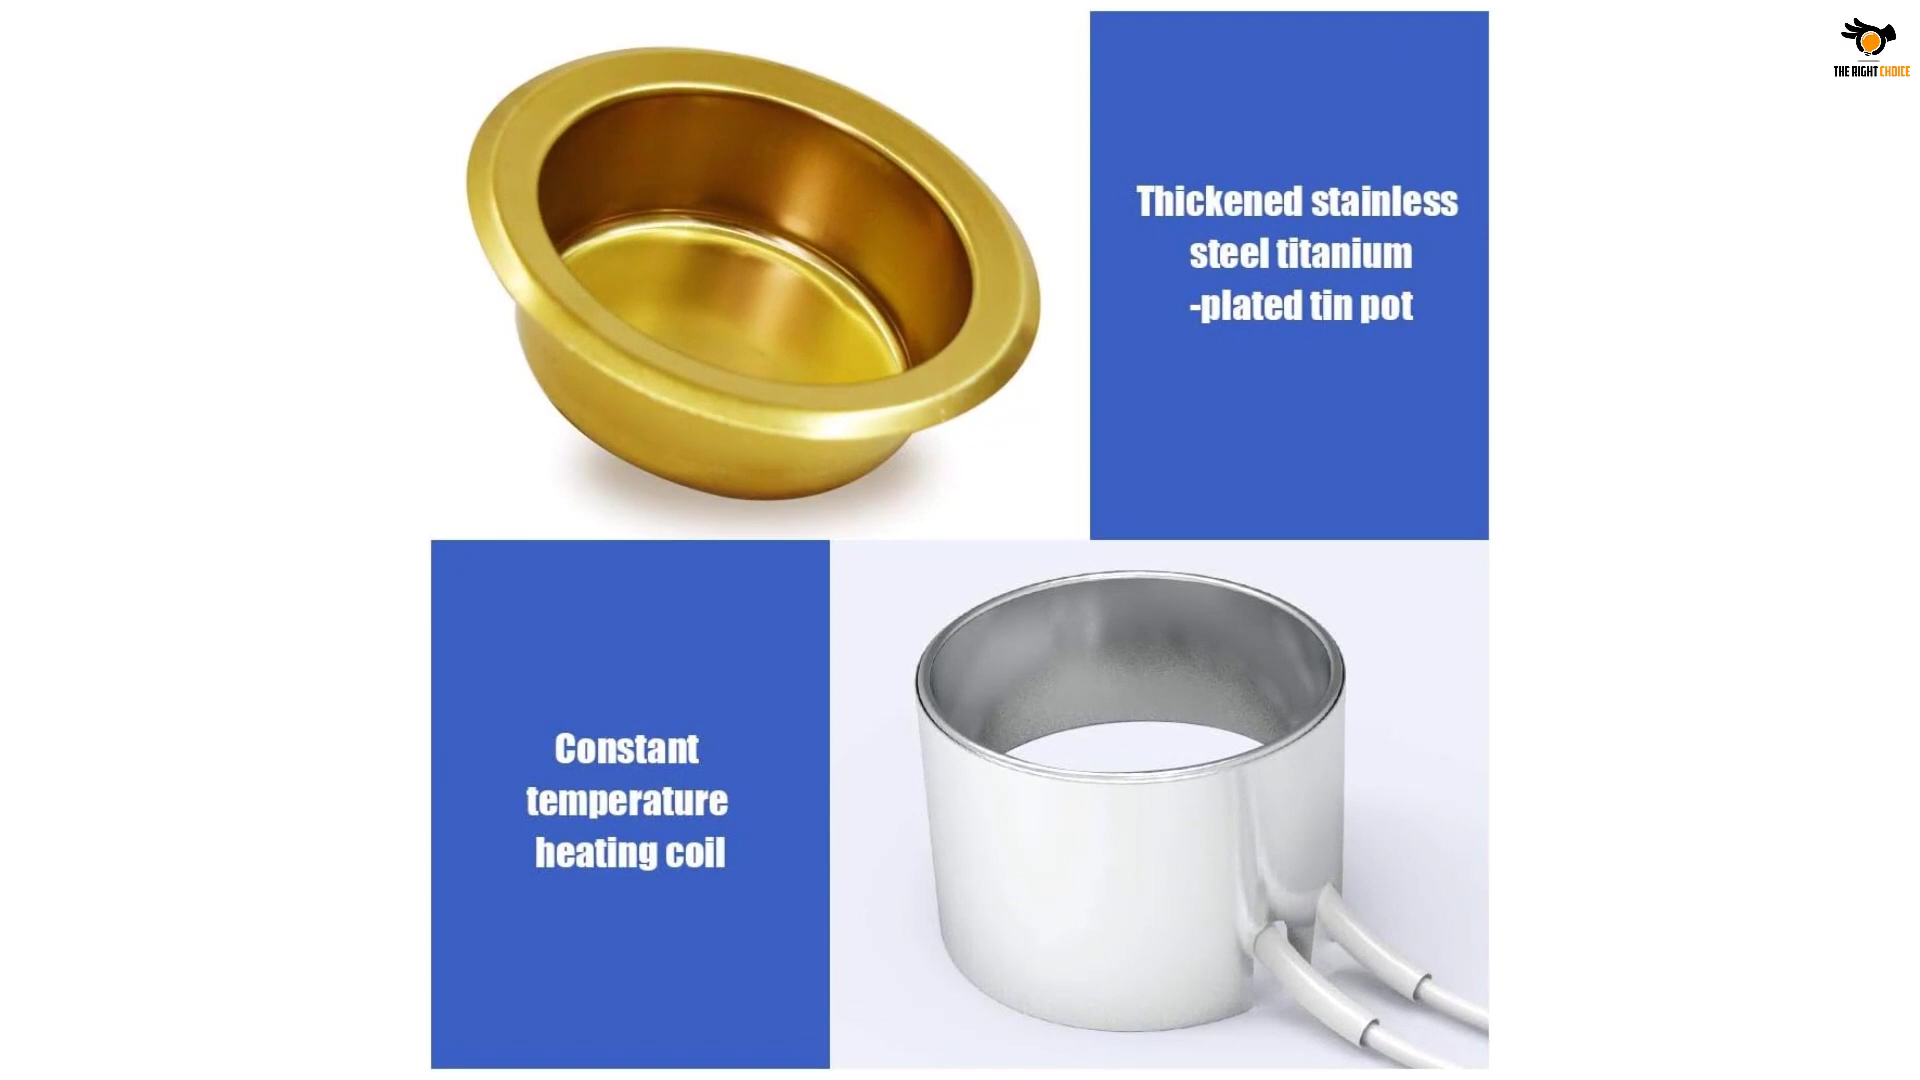 THE RIGHT CHOICE
Thickened stainless
steel titanium
-plated tin pot
Constant
temperature
heating coil